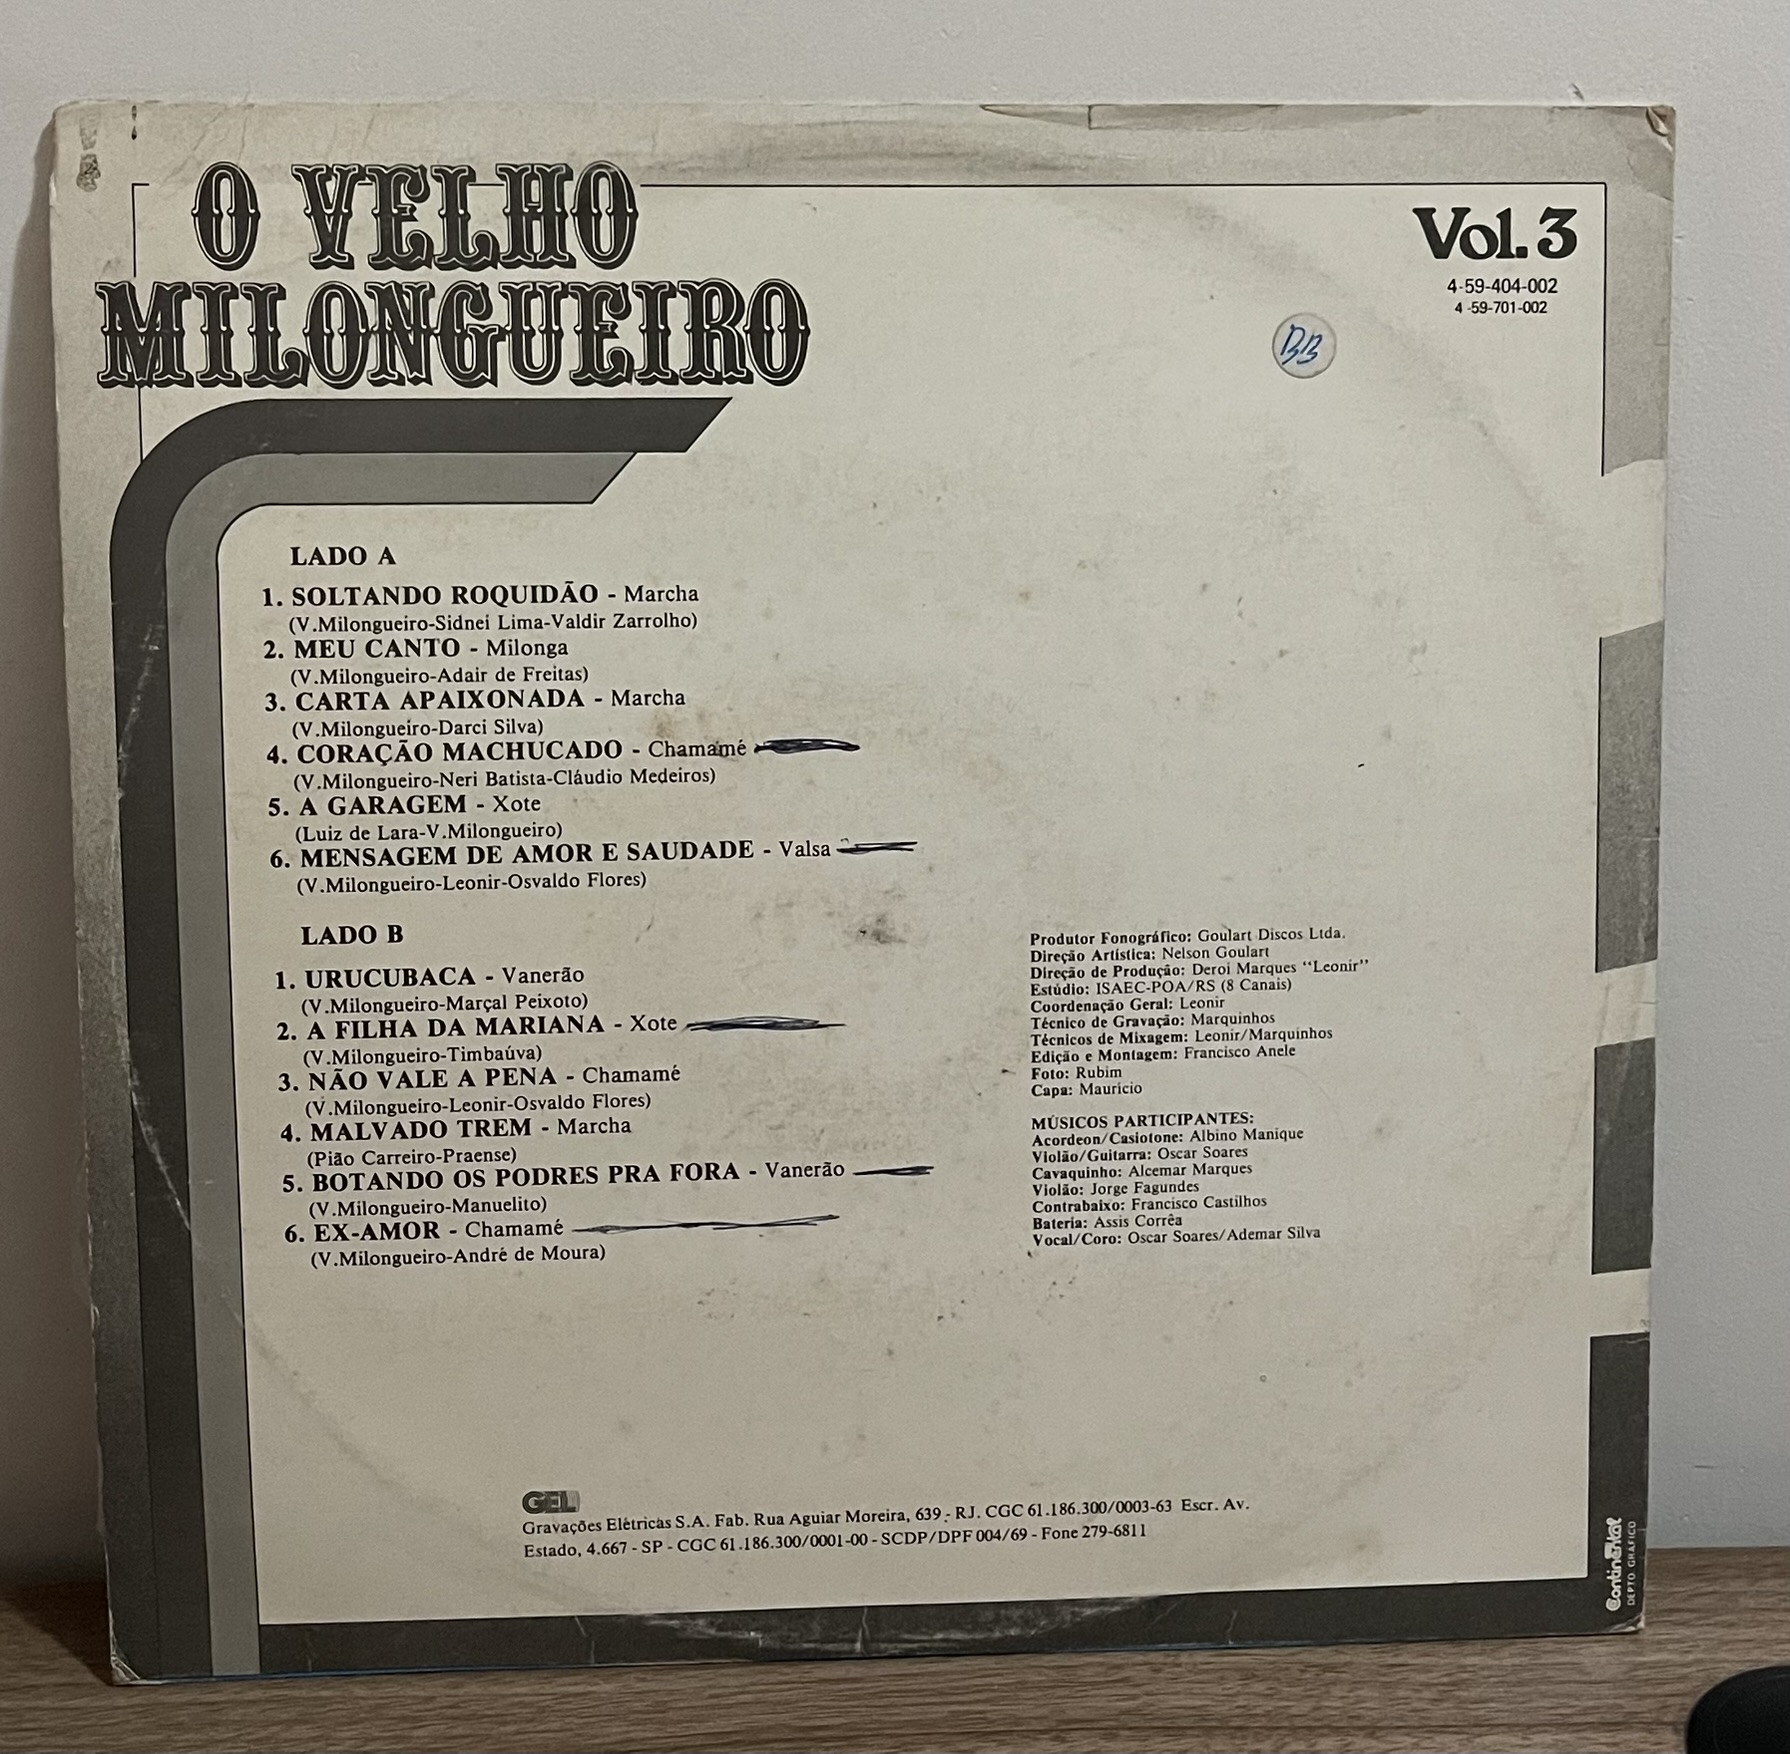 O VELHO
MILONGUEIRO
Vol. 3
4-59-404-002
4-59-701-002
BB
LADO A
1. SOLTANDO ROQUIDÃO - Marcha
(V.Milongueiro-Sidnei Lima-Valdir Zarrolho)
2. MEU CANTO - Milonga
(V.Milongueiro-Adair de Freitas)
3. CARTA APAIXONADA - Marcha
(V.Milongueiro-Darci Silva)
4. CORAÇÃO MACHUCADO - Chamamé
(V.Milongueiro-Neri Batista-Cláudio Medeiros)
5. A GARAGEM - Xote
(Luiz de Lara-V.Milongueiro)
6. MENSAGEM DE AMOR E SAUDADE - Valsa
(V.Milongueiro-Leonir-Osvaldo Flores)
LADO B
1. URUCUBACA - Vanerão
(V.Milongueiro-Marçal Peixoto)
2. A FILHA DA MARIANA - Xote
(V.Milongueiro-Timbaúva)
3. NÃO VALE A PENA - Chamamé
(V.Milongueiro-Leonir-Osvaldo Flores)
4. MALVADO TREM - Marcha
(Pião Carreiro-Praense)
5. BOTANDO OS PODRES PRA FORA - Vanerão
(V.Milongueiro-Manuelito)
6. EX-AMOR - Chamamé
(V.Milongueiro-André de Moura)
Produtor Fonográfico: Goulart Discos Ltda.
Direção Artística: Nelson Goulart
Direção de Produção: Deroi Marques "Leonir"
Estúdio: ISAEC-POA/RS (8 Canais)
Coordenação Geral: Leonir
Técnico de Gravação: Marquinhos
Técnicos de Mixagem: Leonir/Marquinhos
Edição e Montagem: Francisco Anele
Foto: Rubim
Capa: Maurício
MÚSICOS PARTICIPANTES:
Acordeon/Casiotone: Albino Manique
Violão/Guitarra: Oscar Soares
Cavaquinho: Alcemar Marques
Violão: Jorge Fagundes
Contrabaixo: Francisco Castilhos
Bateria: Assis Corrêa
Vocal/Coro: Oscar Soares/Ademar Silva
GEL
Gravações Elétricas S.A. Fab. Rua Aguiar Moreira, 639 - RJ. CGC 61.186.300/0003-63 Escr. Av.
Estado, 4.667 - SP - CGC 61.186.300/0001-00 - SCDP/DPF 004/69 - Fone 279-6811
Continental
DEPTO. GRÁFICO